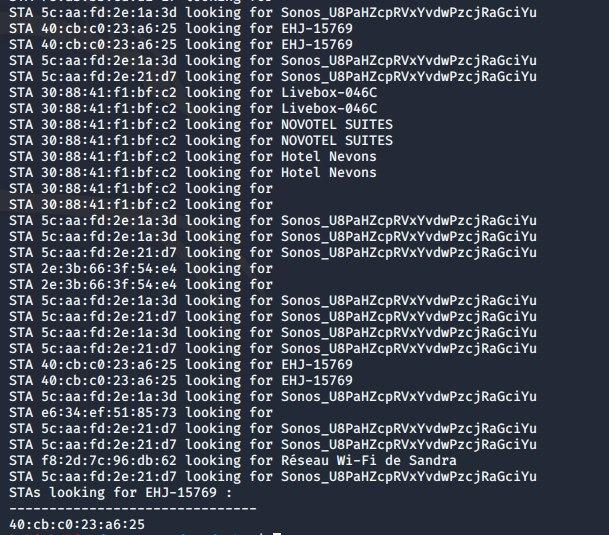 STA 5c:aa:fd:2e:1a:3d looking for Sonos_U8PaHZcpRVxYvdwPzcjRaGciYu
STA 40:cb:c0:23:a6:25 looking for EHJ-15769
STA 40:cb:c0:23:a6:25 looking for EHJ-15769
STA 5c:aa:fd:2e:1a:3d looking for Sonos_U8PaHZcpRVxYvdwPzcjRaGciYu
STA 5c:aa:fd:2e:21:d7 looking for Sonos_U8PaHZcpRVxYvdwPzcjRaGciYu
STA 30:88:41:f1:bf:c2 looking for Livebox-046C
STA 30:88:41:f1:bf:c2 looking for Livebox-046C
STA 30:88:41:f1:bf:c2 looking for NOVOTEL SUITES
STA 30:88:41:f1:bf:c2 looking for NOVOTEL SUITES
STA 30:88:41:f1:bf:c2 looking for Hotel Nevons
STA 30:88:41:f1:bf:c2 looking for Hotel Nevons
STA 30:88:41:f1:bf:c2 looking for
STA 30:88:41:f1:bf:c2 looking for
STA 5c:aa:fd:2e:1a:3d looking for Sonos_U8PaHZcpRVxYvdwPzcjRaGciYu
STA 5c:aa:fd:2e:1a:3d looking for Sonos_U8PaHZcpRVxYvdwPzcjRaGciYu
STA 5c:aa:fd:2e:21:d7 looking for Sonos_U8PaHZcpRVxYvdwPzcjRaGciYu
STA 2e:3b:66:3f:54:e4 looking for
STA 2e:3b:66:3f:54:e4 looking for
STA 5c:aa:fd:2e:1a:3d looking for Sonos_U8PaHZcpRVxYvdwPzcjRaGciYu
STA 5c:aa:fd:2e:21:d7 looking for Sonos_U8PaHZcpRVxYvdwPzcjRaGciYu
STA 5c:aa:fd:2e:1a:3d looking for Sonos_U8PaHZcpRVxYvdwPzcjRaGciYu
STA 5c:aa:fd:2e:21:d7 looking for Sonos_U8PaHZcpRVxYvdwPzcjRaGciYu
STA 40:cb:c0:23:a6:25 looking for EHJ-15769
STA 40:cb:c0:23:a6:25 looking for EHJ-15769
STA 5c:aa:fd:2e:1a:3d looking for Sonos_U8PaHZcpRVxYvdwPzcjRaGciYu
STA e6:34:ef:51:85:73 looking for
STA 5c:aa:fd:2e:21:d7 looking for Sonos_U8PaHZcpRVxYvdwPzcjRaGciYu
STA 5c:aa:fd:2e:21:d7 looking for Sonos_U8PaHZcpRVxYvdwPzcjRaGciYu
STA f8:2d:7c:96:db:62 looking for Réseau Wi-Fi de Sandra
STA 5c:aa:fd:2e:21:d7 looking for Sonos_U8PaHZcpRVxYvdwPzcjRaGciYu
STAs looking for EHJ-15769 :
-------------------------------
40:cb:c0:23:a6:25